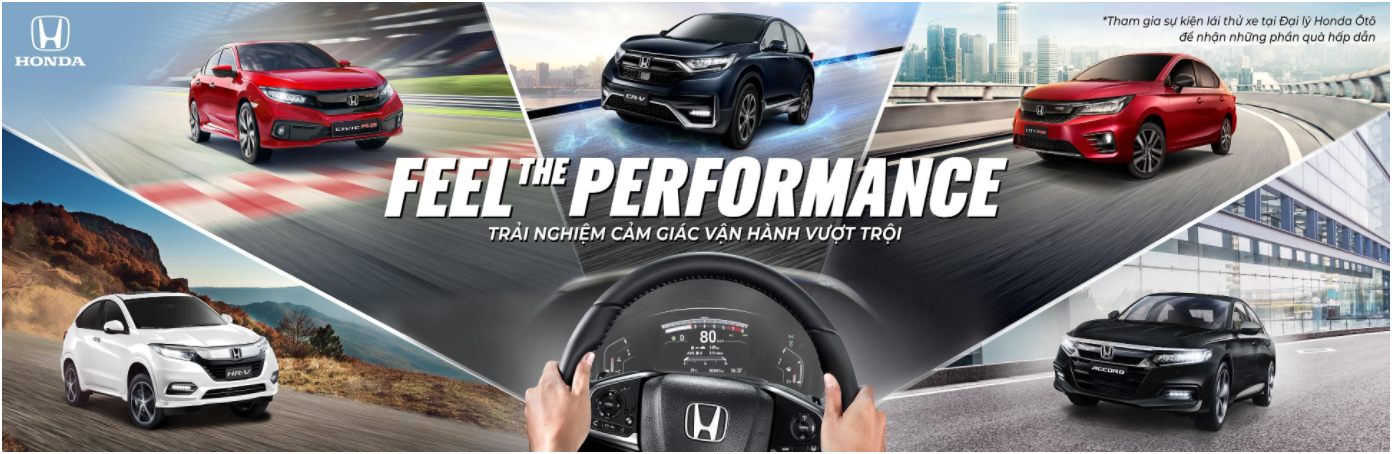 HONDA
*Tham gia sự kiện lái thử xe tại Đại lý Honda Ôtô
để nhận những phần quà hấp dẫn
CIVIC RS
CR-V
CITY RS
FEEL THE PERFORMANCE
TRẢI NGHIỆM CẢM GIÁC VẬN HÀNH VƯỢT TRỘI
HR-V
ACCORD
D 80
16:37